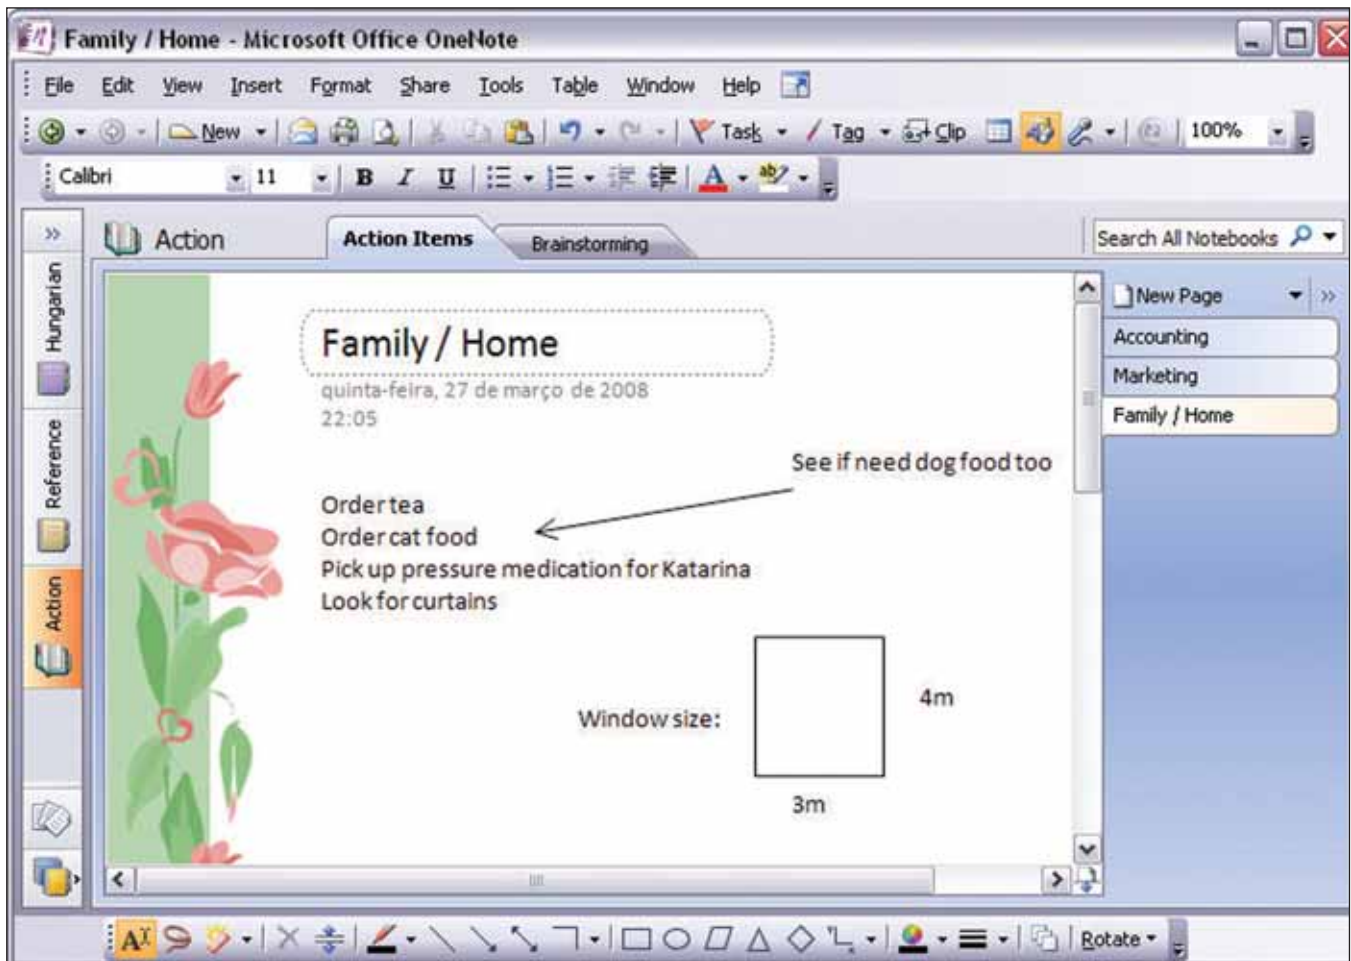 Family / Home - Microsoft Office OneNote
File Edit View Insert Format Share Tools Table Window Help
New Task Tag Clip 100%
Calibri 11 B I U A ab
Action Action Items Brainstorming Search All Notebooks
Hungarian
Reference
Action
Family / Home
quinta-feira, 27 de março de 2008
22:05
See if need dog food too
Order tea
Order cat food
Pick up pressure medication for Katarina
Look for curtains
Window size:
4m
3m
New Page
Accounting
Marketing
Family / Home
A Rotate